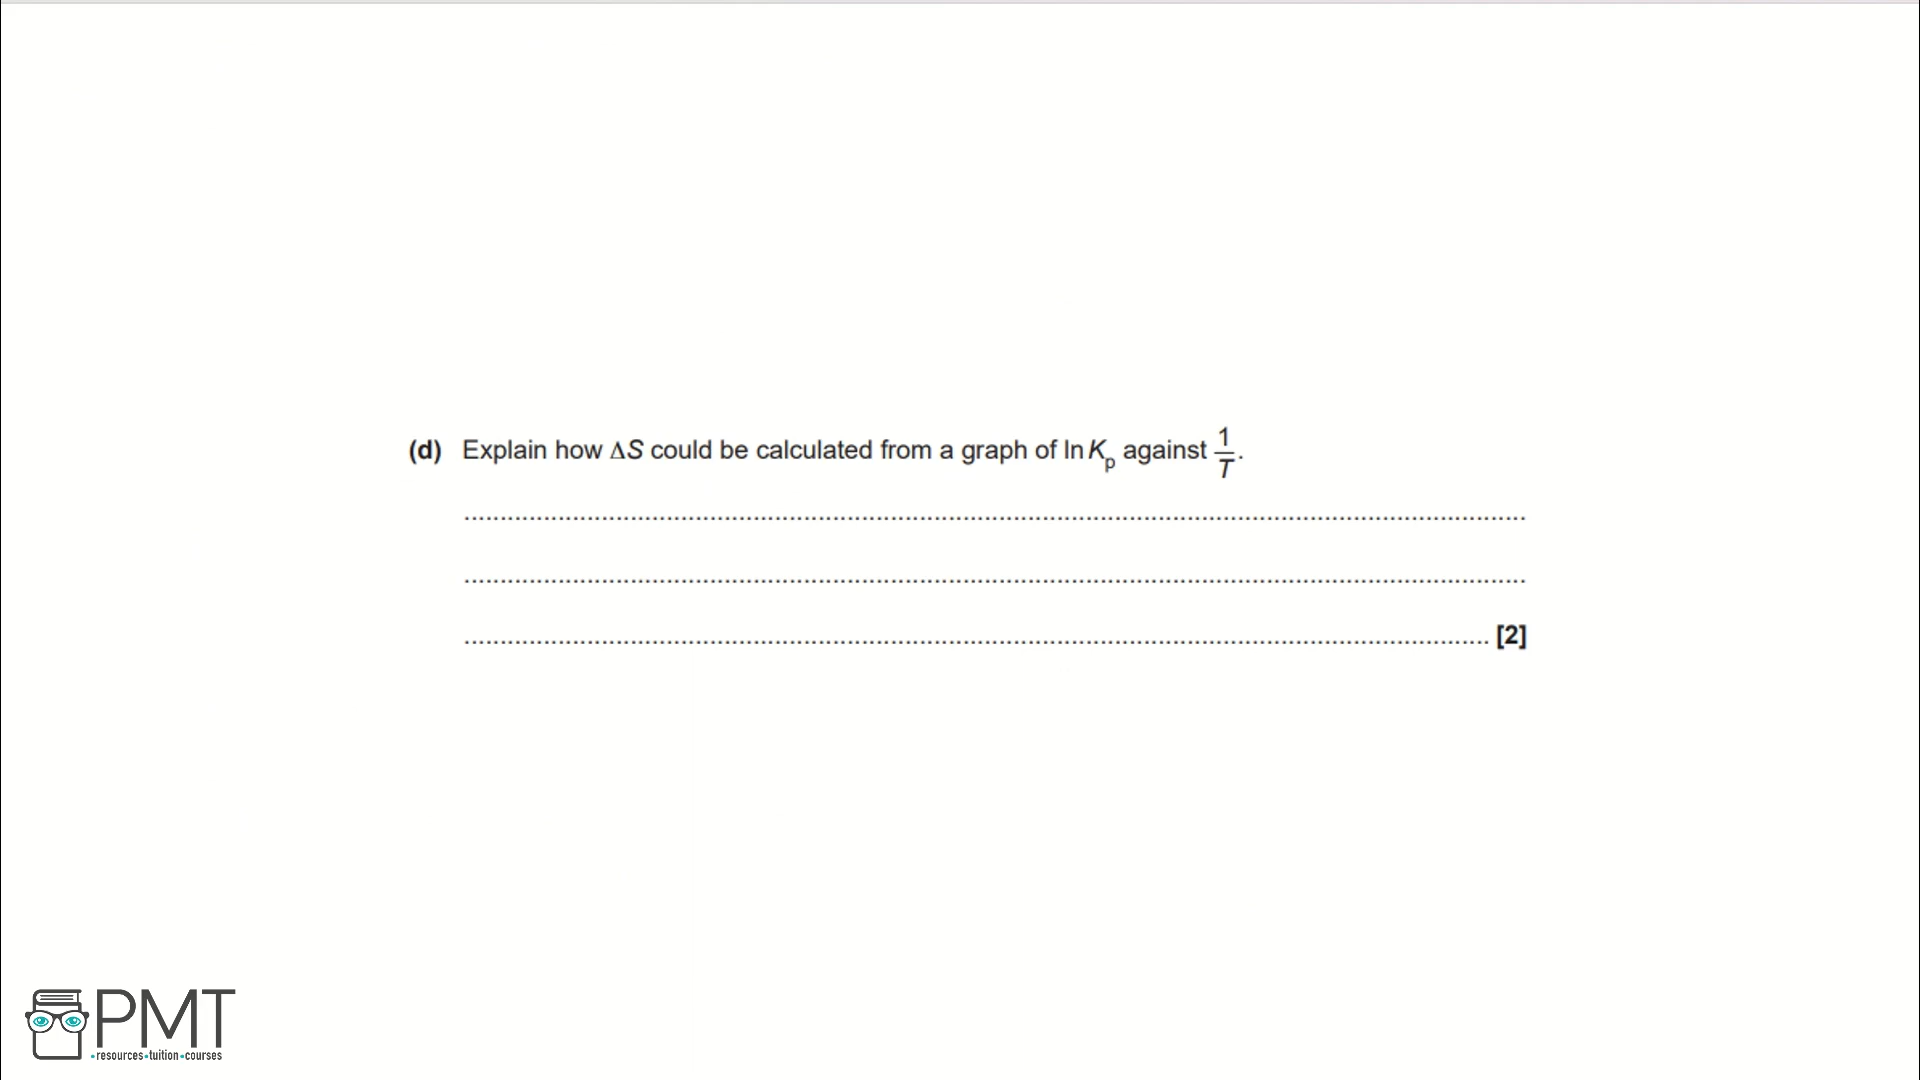 (d) Explain how ΔS could be calculated from a graph of ln Kp against 1/T.
........................................................................................................................................
........................................................................................................................................
.................................................................................................................................... [2]
PMT
•resources•tuition•courses